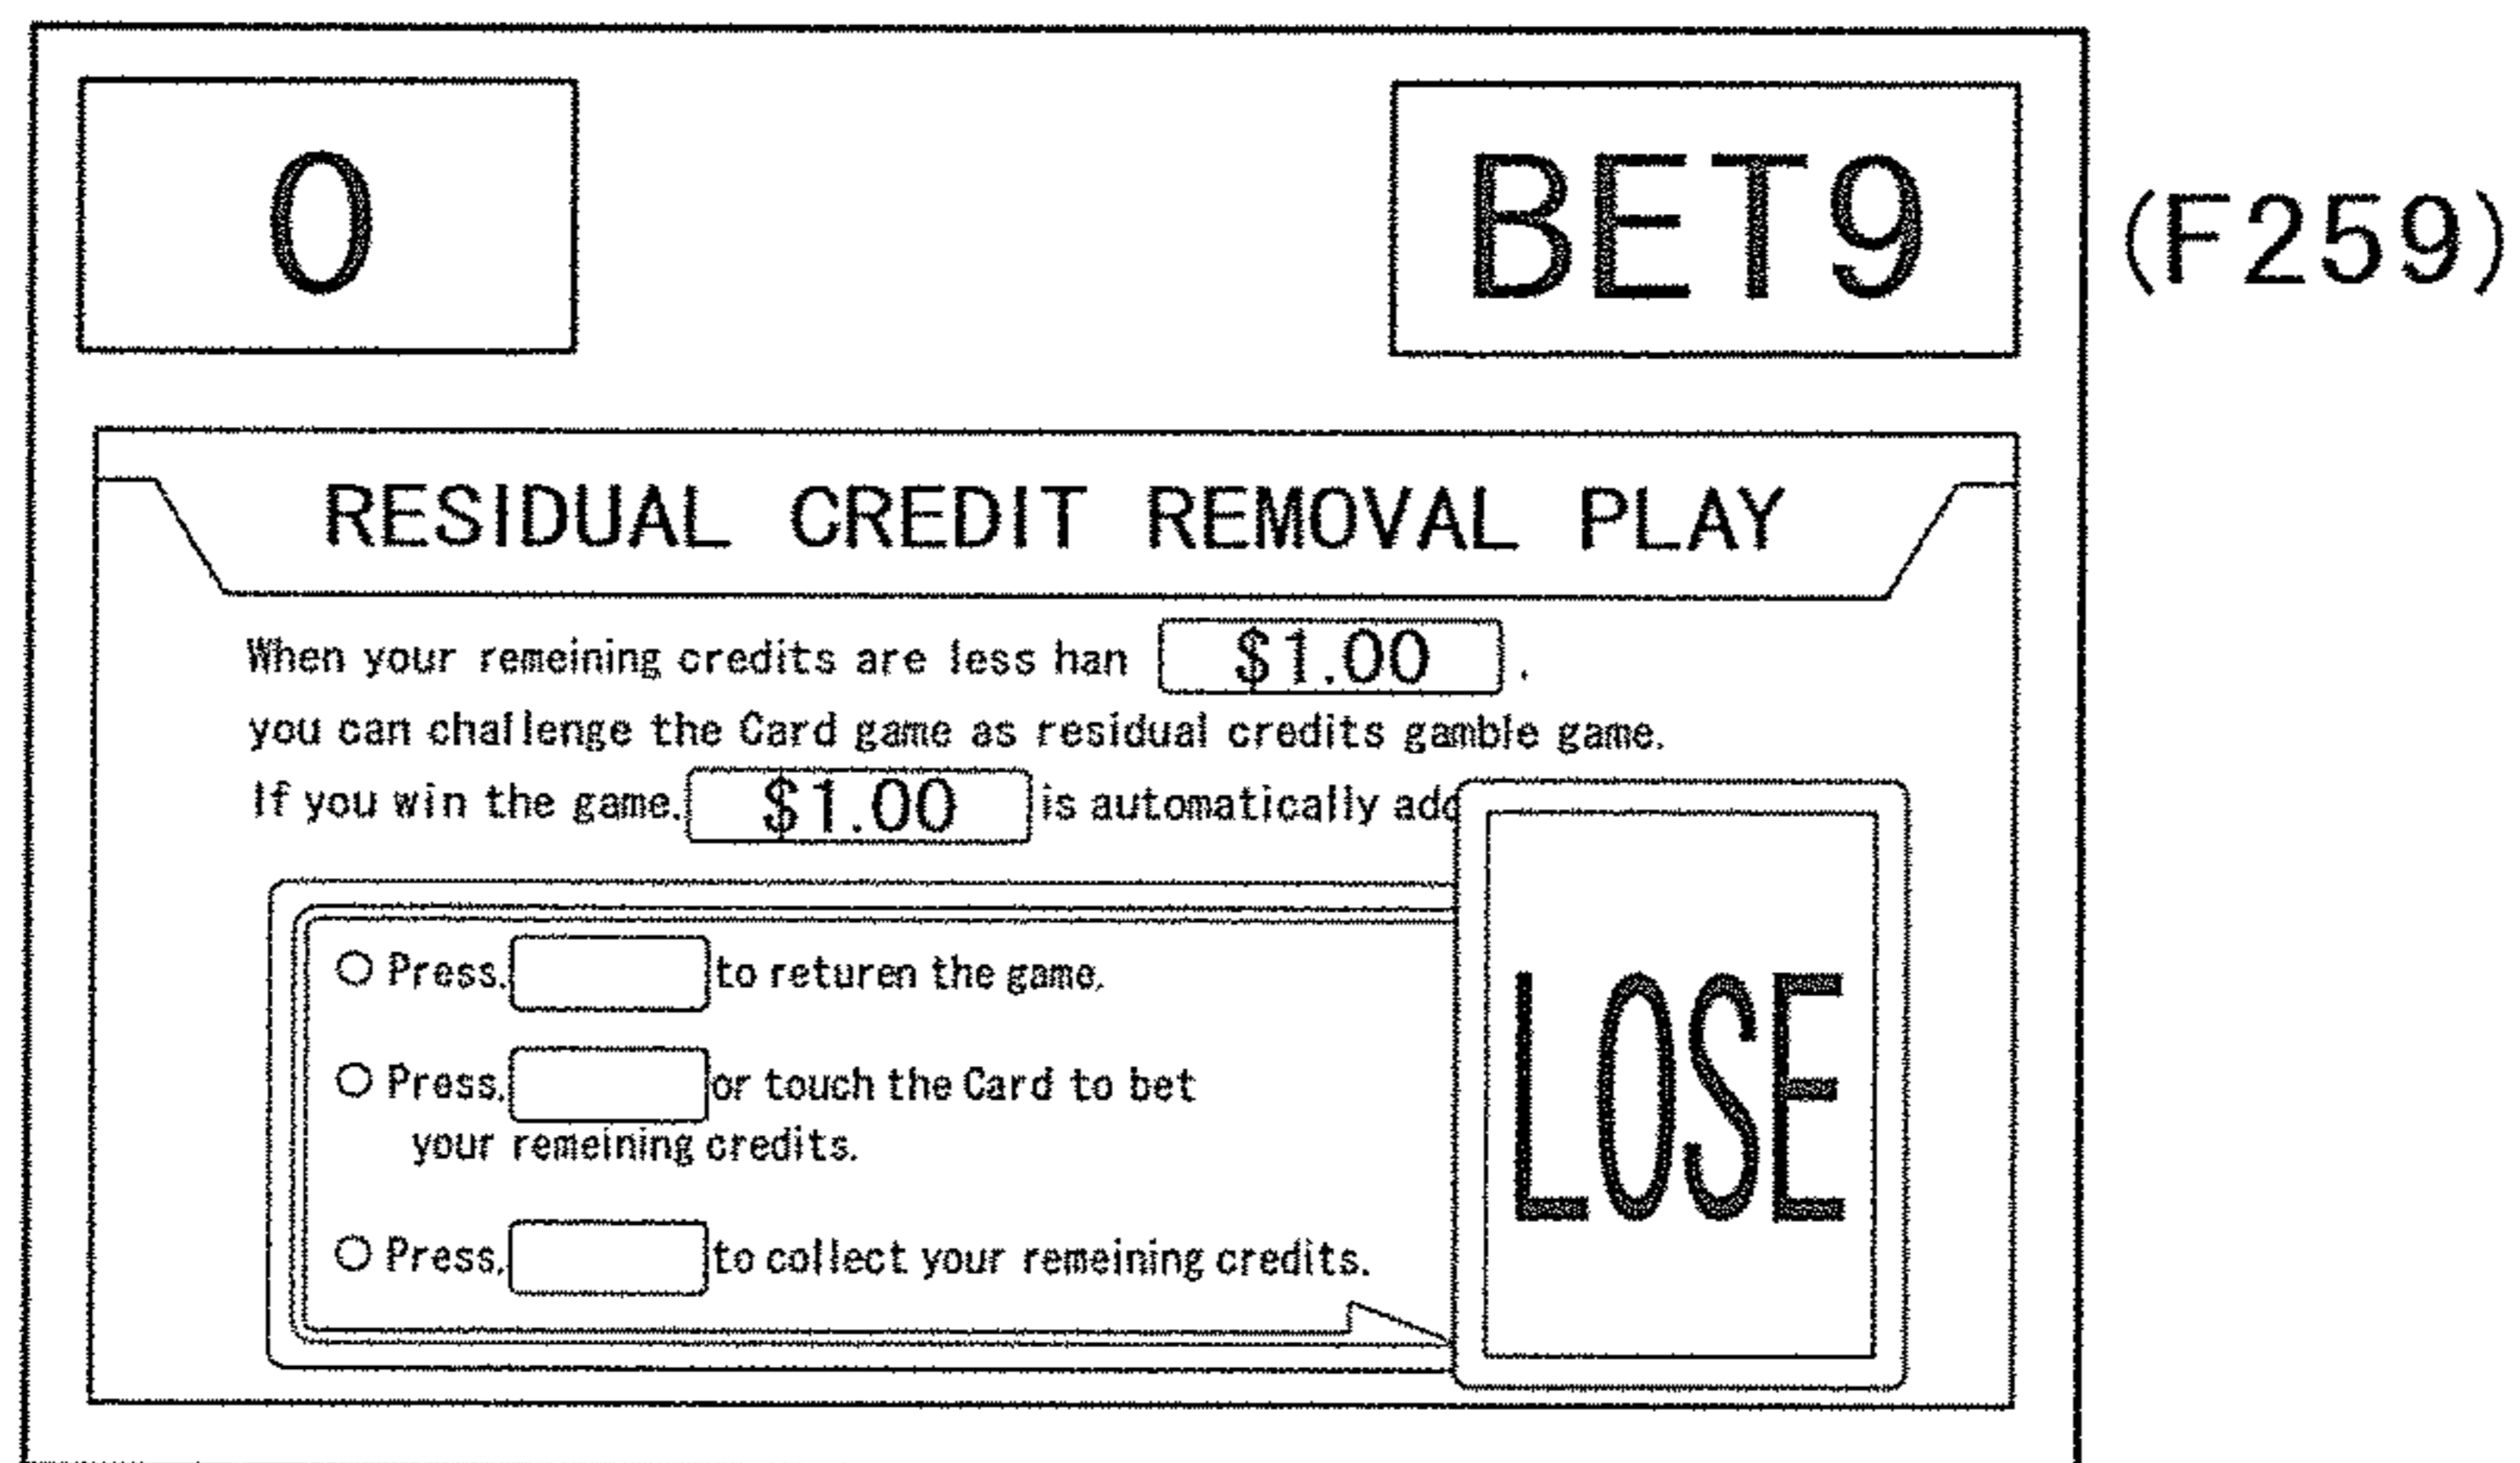 0
BET9
(F259)
RESIDUAL CREDIT REMOVAL PLAY
When your remeining credits are less han $1.00 .
you can challenge the Card game as residual credits gamble game.
If you win the game. $1.00 is automatically add
Press. to returen the game.
Press. or touch the Card to bet
your remeining credits.
Press. to collect your remeining credits.
LOSE